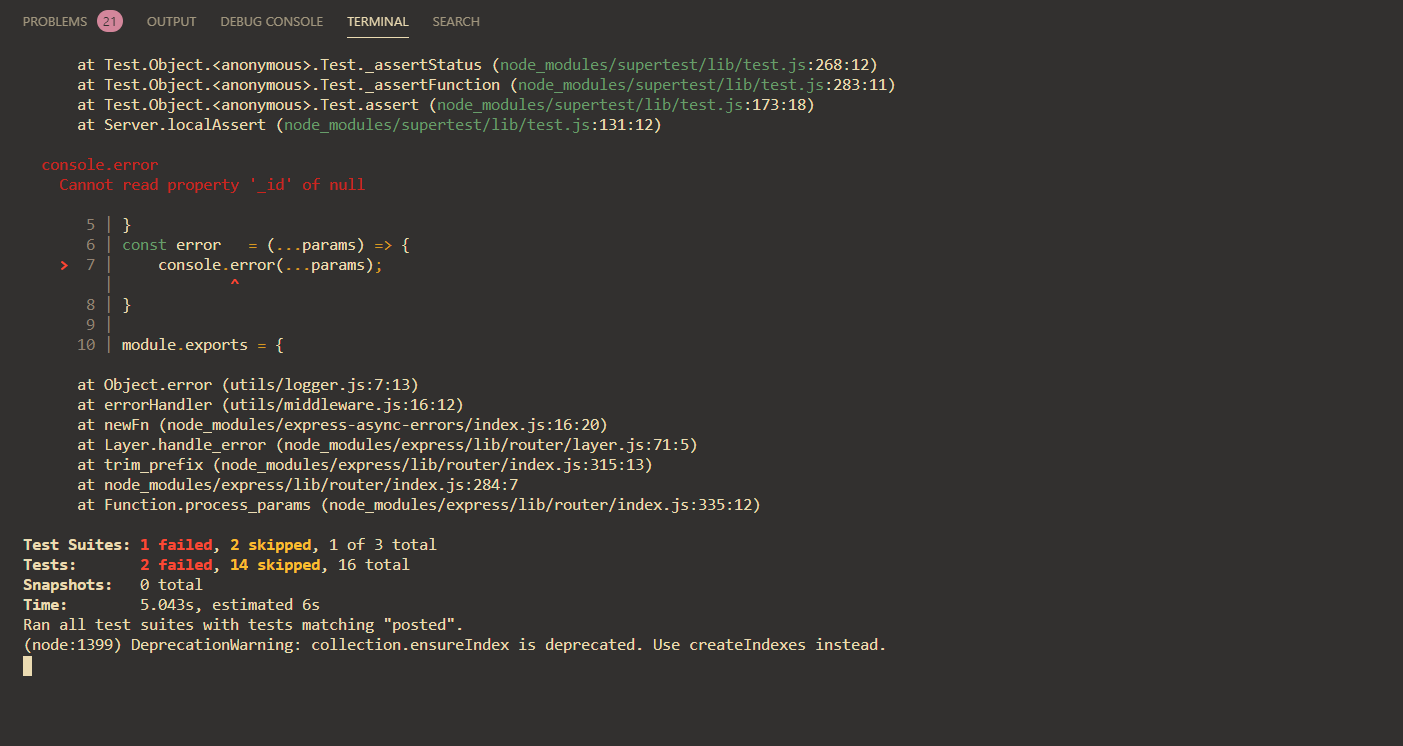 PROBLEMS 21 OUTPUT DEBUG CONSOLE TERMINAL SEARCH
at Test.Object.<anonymous>.Test._assertStatus (node_modules/supertest/lib/test.js:268:12)
at Test.Object.<anonymous>.Test._assertFunction (node_modules/supertest/lib/test.js:283:11)
at Test.Object.<anonymous>.Test.assert (node_modules/supertest/lib/test.js:173:18)
at Server.localAssert (node_modules/supertest/lib/test.js:131:12)
console.error
Cannot read property '_id' of null
5 | }
6 | const error   = (...params) => {
> 7 |     console.error(...params);
|             ^
8 | }
9 |
10 | module.exports = {
at Object.error (utils/logger.js:7:13)
at errorHandler (utils/middleware.js:16:12)
at newFn (node_modules/express-async-errors/index.js:16:20)
at Layer.handle_error (node_modules/express/lib/router/layer.js:71:5)
at trim_prefix (node_modules/express/lib/router/index.js:315:13)
at node_modules/express/lib/router/index.js:284:7
at Function.process_params (node_modules/express/lib/router/index.js:335:12)
Test Suites: 1 failed, 2 skipped, 1 of 3 total
Tests:       2 failed, 14 skipped, 16 total
Snapshots:   0 total
Time:        5.043s, estimated 6s
Ran all test suites with tests matching "posted".
(node:1399) DeprecationWarning: collection.ensureIndex is deprecated. Use createIndexes instead.